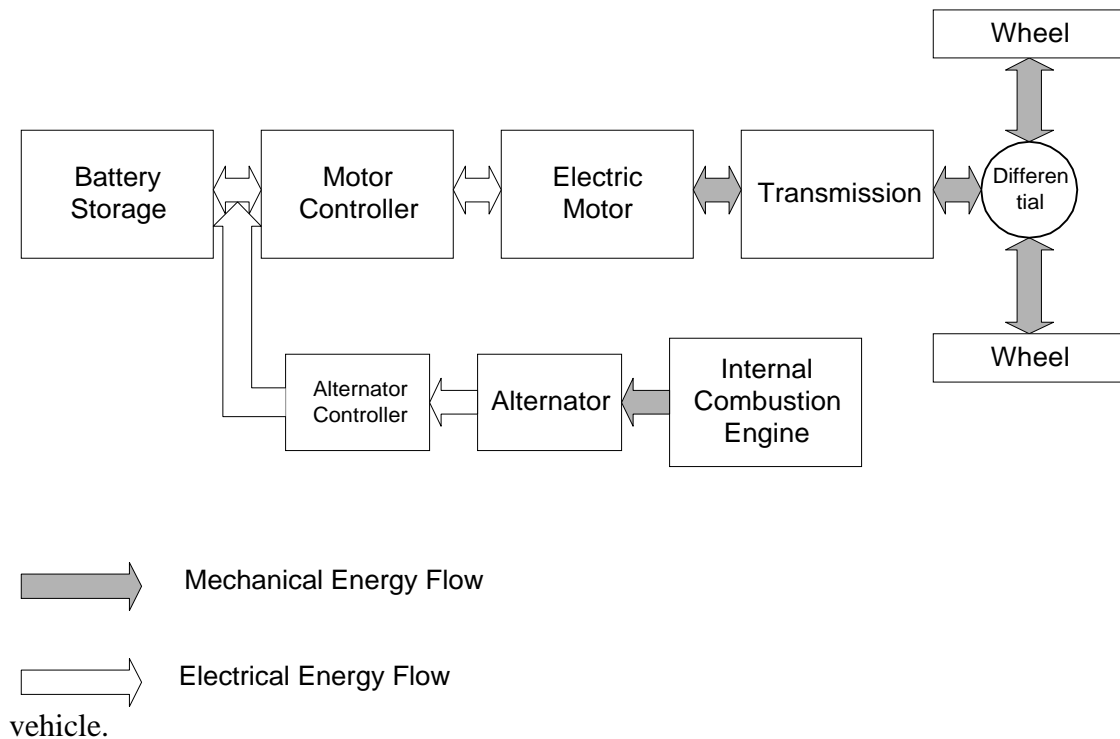 Wheel
Battery
Storage
Motor
Controller
Electric
Motor
Transmission
Differen
tial
Wheel
Alternator
Controller
Alternator
Internal
Combustion
Engine
Mechanical Energy Flow
Electrical Energy Flow
vehicle.